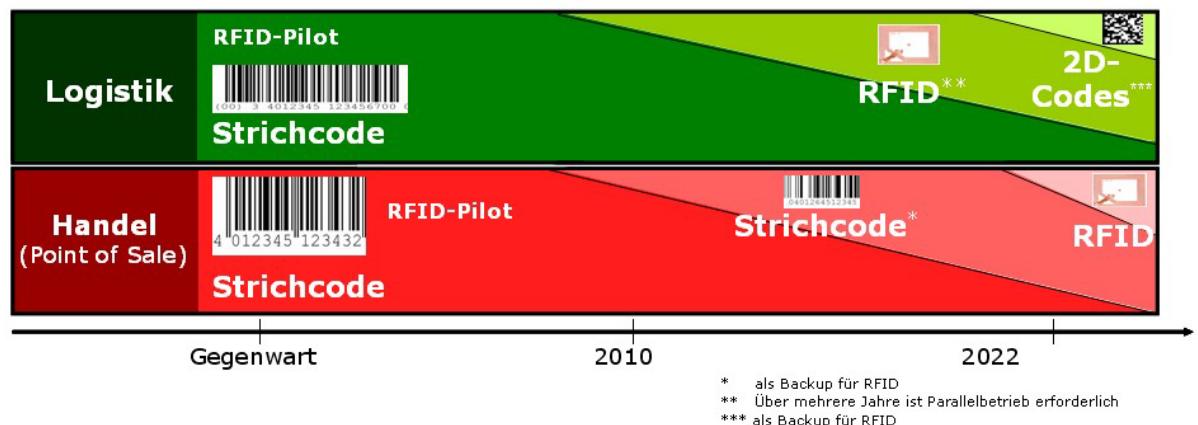 Logistik
RFID-Pilot
(00) 3 4012345 123456700
Strichcode
RFID**
2D-
Codes***
Handel
(Point of Sale)
4 012345 123432
RFID-Pilot
Strichcode
0401264512345
Strichcode*
RFID
Gegenwart
2010
2022
* als Backup für RFID
** Über mehrere Jahre ist Parallelbetrieb erforderlich
*** als Backup für RFID